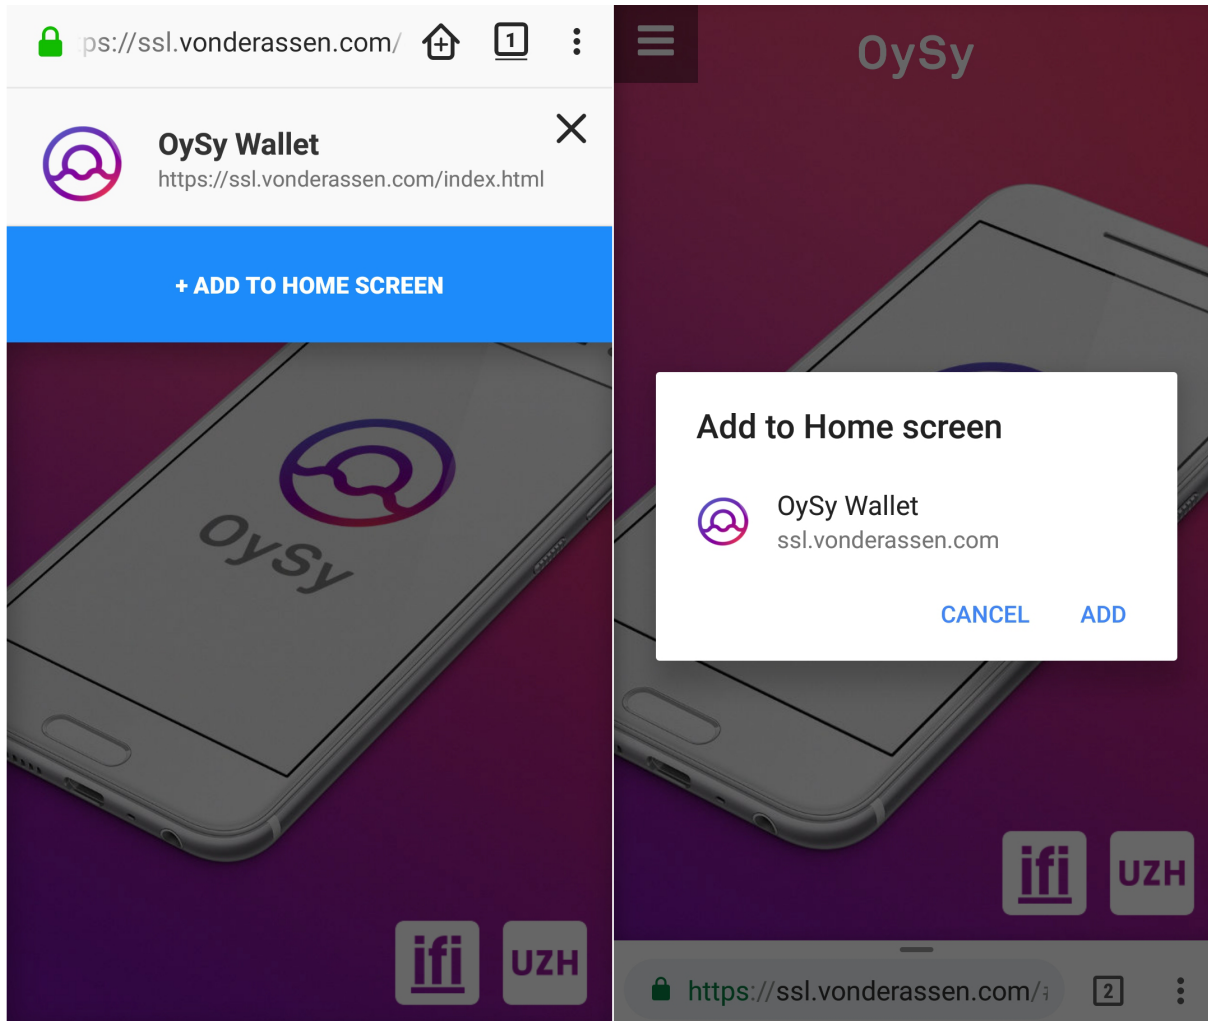 ps://ssl.vonderassen.com/
1
OySy Wallet
https://ssl.vonderassen.com/index.html
+ ADD TO HOME SCREEN
OySy
ifi
UZH
OySy
Add to Home screen
OySy Wallet
ssl.vonderassen.com
CANCEL
ADD
ifi
UZH
https://ssl.vonderassen.com/
2